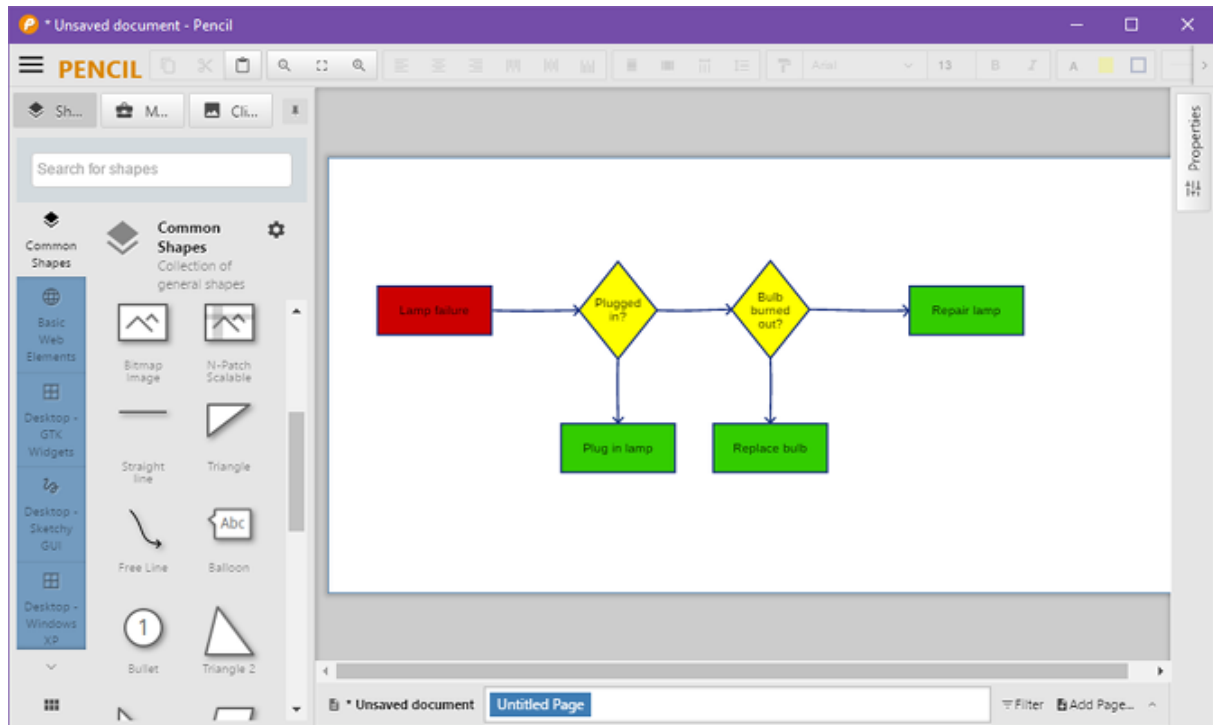 * Unsaved document - Pencil
PENCIL
Arial
13
B
I
A
Sh...
M...
Cli...
Search for shapes
Common
Shapes
Common
Shapes
Collection of
general shapes
Basic
Web
Elements
Desktop -
GTK
Widgets
Desktop -
Sketchy
GUI
Desktop -
Windows
XP
Bitmap
Image
N-Patch
Scalable
Straight
line
Triangle
Abc
Free Line
Balloon
1
Bullet
Triangle 2
Lamp failure
Plugged
in?
Bulb
burned
out?
Repair lamp
Plug in lamp
Replace bulb
Properties
* Unsaved document
Untitled Page
Filter
Add Page...